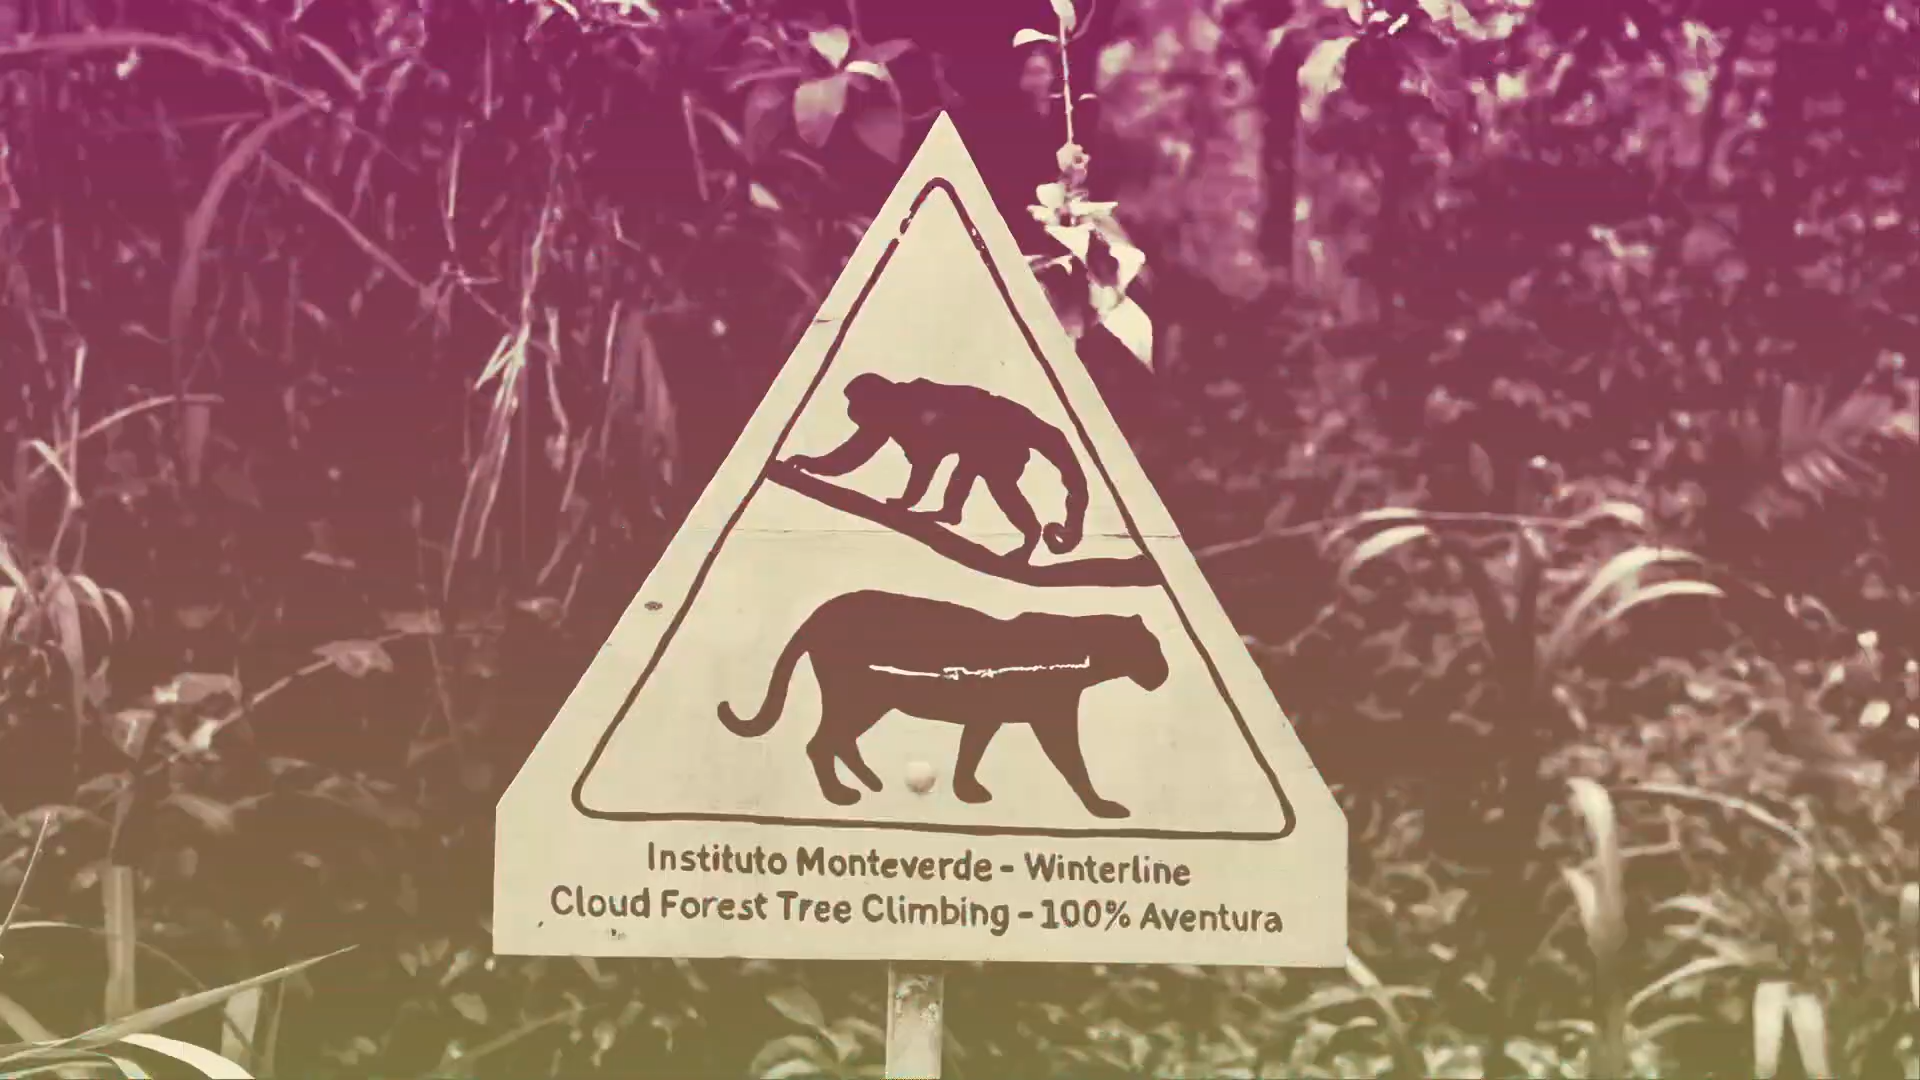 Instituto Monteverde - Winterline
Cloud Forest Tree Climbing - 100% Aventura